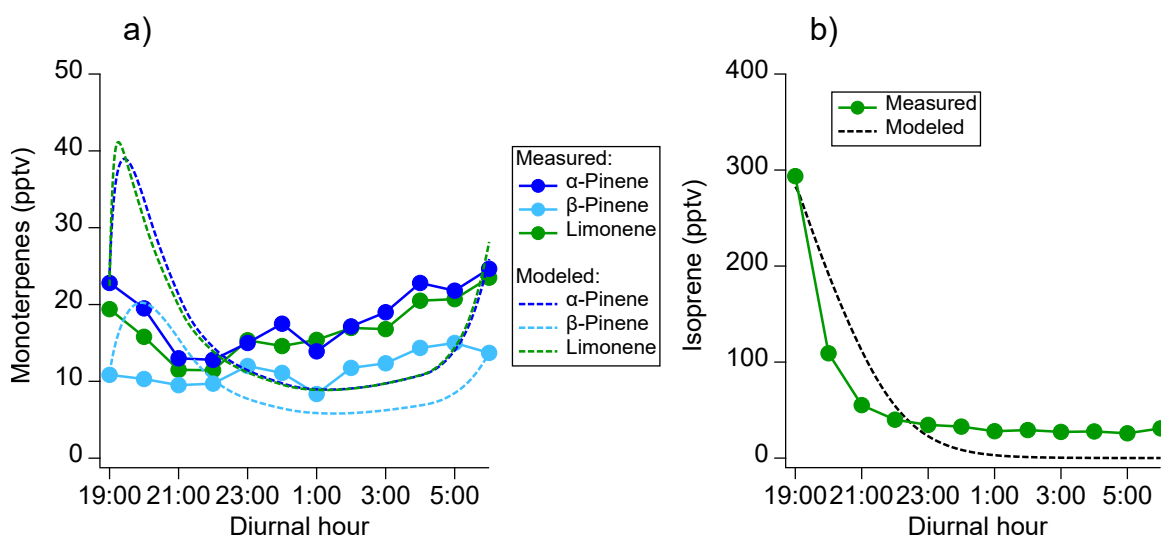 a)
50
40
30
20
10
0
Monoterpenes (pptv)
19:00 21:00 23:00 1:00 3:00 5:00
Diurnal hour
Measured:
α-Pinene
β-Pinene
Limonene
Modeled:
α-Pinene
β-Pinene
Limonene
b)
400
300
200
100
0
Isoprene (pptv)
Measured
Modeled
19:00 21:00 23:00 1:00 3:00 5:00
Diurnal hour